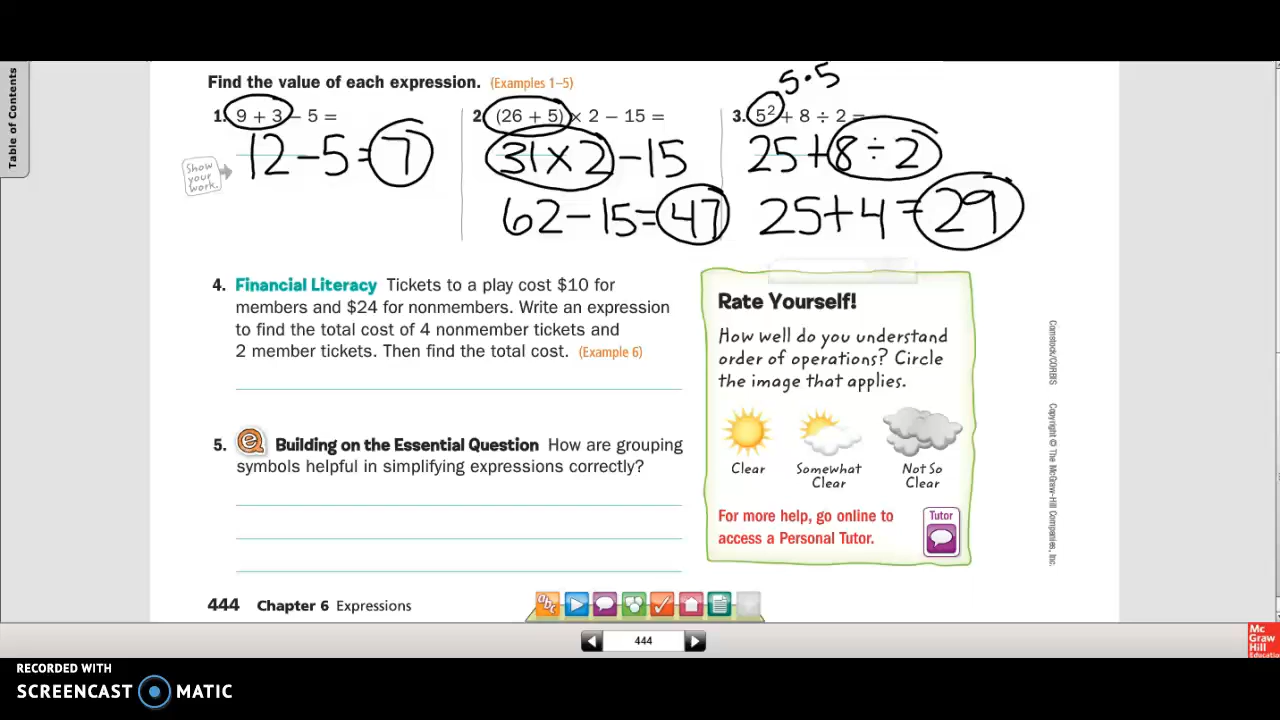 Table of Contents
Find the value of each expression. (Examples 1–5)
5·5
1. 9 + 3 – 5 =
12 – 5 = 7
Show your work.
2. (26 + 5) × 2 – 15 =
31 × 2 – 15
62 – 15 = 47
3. 5² + 8 ÷ 2 =
25 + 8 ÷ 2
25 + 4 = 29
4. Financial Literacy Tickets to a play cost $10 for
members and $24 for nonmembers. Write an expression
to find the total cost of 4 nonmember tickets and
2 member tickets. Then find the total cost. (Example 6)
5. Building on the Essential Question How are grouping
symbols helpful in simplifying expressions correctly?
Rate Yourself!
How well do you understand
order of operations? Circle
the image that applies.
Clear
Somewhat
Clear
Not So
Clear
For more help, go online to
access a Personal Tutor.
Tutor
Comstock/CORBIS
Copyright © The McGraw-Hill Companies, Inc.
444 Chapter 6 Expressions
abc
444
Mc
Graw
Hill
Education
RECORDED WITH
SCREENCAST MATIC